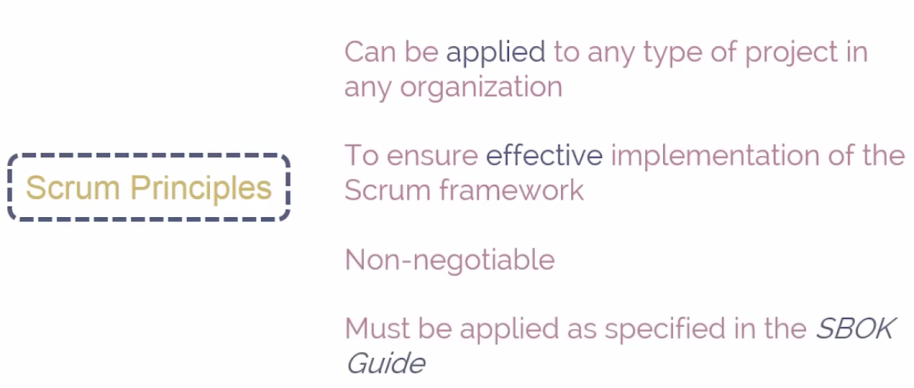 Scrum Principles
Can be applied to any type of project in
any organization
To ensure effective implementation of the
Scrum framework
Non-negotiable
Must be applied as specified in the SBOK
Guide